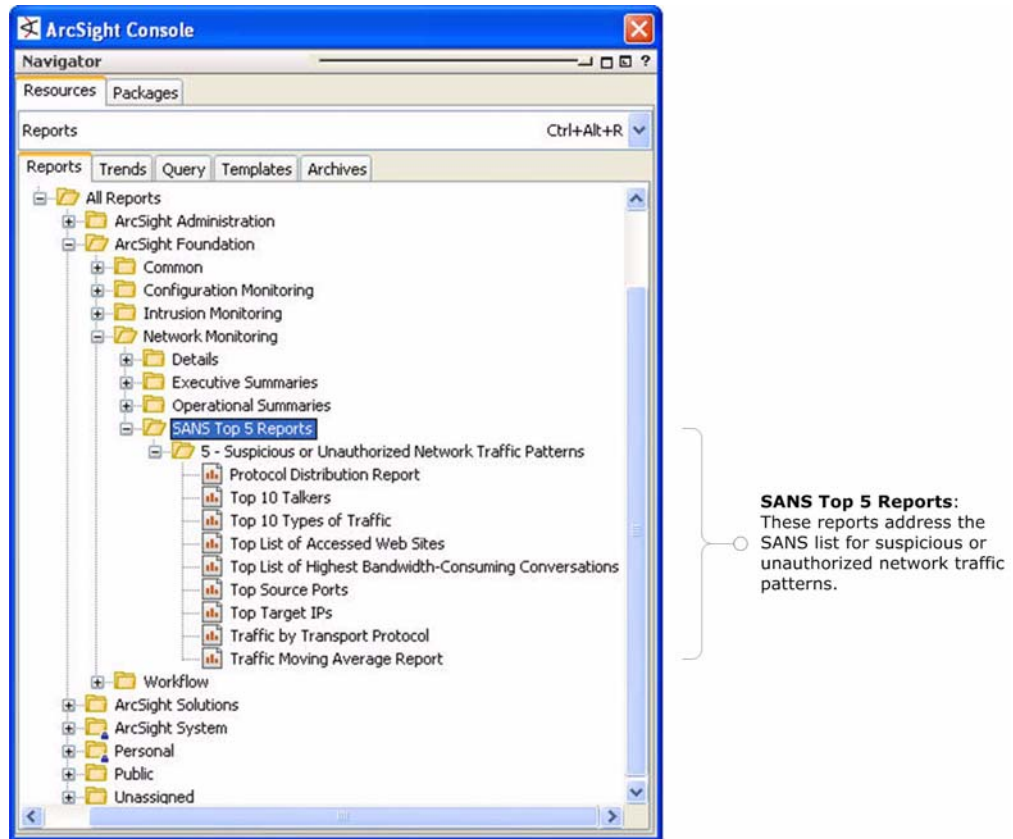 ArcSight Console
Navigator
?
Resources Packages
Reports Ctrl+Alt+R
Reports Trends Query Templates Archives
All Reports
ArcSight Administration
ArcSight Foundation
Common
Configuration Monitoring
Intrusion Monitoring
Network Monitoring
Details
Executive Summaries
Operational Summaries
SANS Top 5 Reports
5 - Suspicious or Unauthorized Network Traffic Patterns
Protocol Distribution Report
Top 10 Talkers
Top 10 Types of Traffic
Top List of Accessed Web Sites
Top List of Highest Bandwidth-Consuming Conversations
Top Source Ports
Top Target IPs
Traffic by Transport Protocol
Traffic Moving Average Report
Workflow
ArcSight Solutions
ArcSight System
Personal
Public
Unassigned
SANS Top 5 Reports:
These reports address the
SANS list for suspicious or
unauthorized network traffic
patterns.